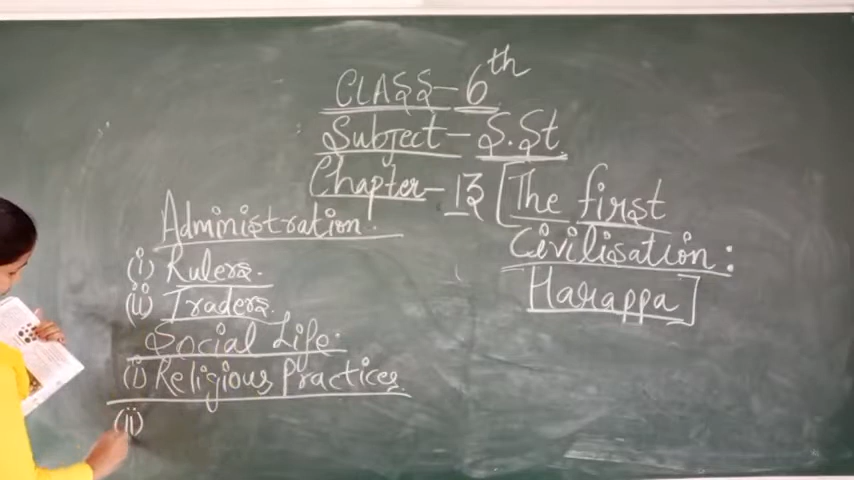 CLASS - 6th
Subject - S.St
Chapter - 13 [The first
Civilisation :
Harappa]
Administration.
(i) Rulers.
(ii) Traders.
Social Life.
(i) Religious Practices.
(ii)